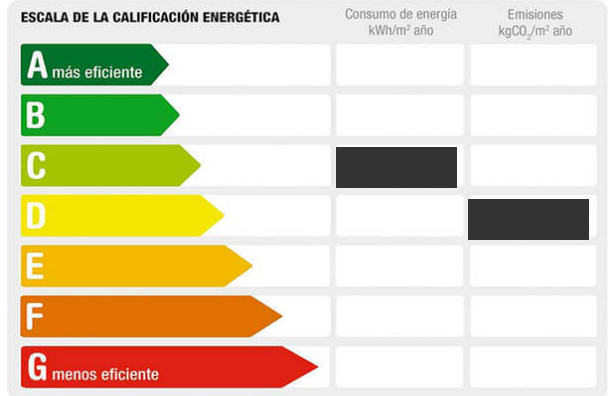 ESCALA DE LA CALIFICACIÓN ENERGÉTICA
Consumo de energía
kWh/m² año
Emisiones
kgCO₂/m² año
A más eficiente
B
C
D
E
F
G menos eficiente